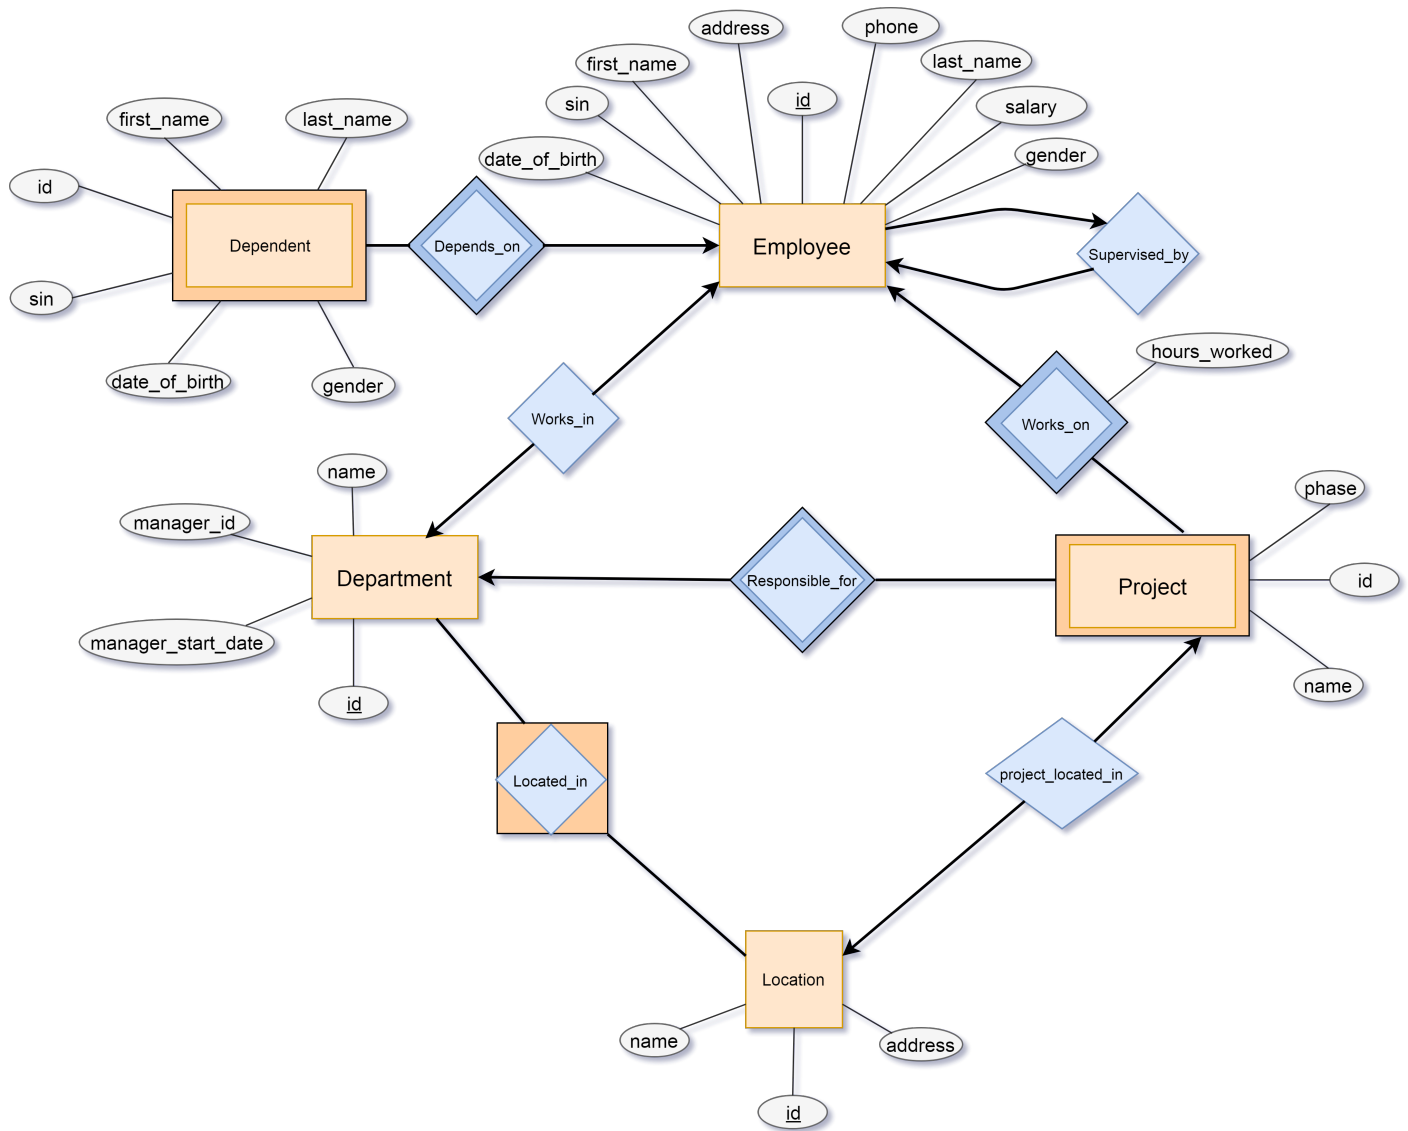 address
phone
first_name
last_name
sin
id
salary
date_of_birth
gender
first_name
last_name
id
sin
date_of_birth
gender
Dependent
Depends_on
Employee
Supervised_by
hours_worked
Works_in
Works_on
name
manager_id
manager_start_date
id
Department
Responsible_for
Project
phase
id
name
Located_in
project_located_in
Location
name
id
address